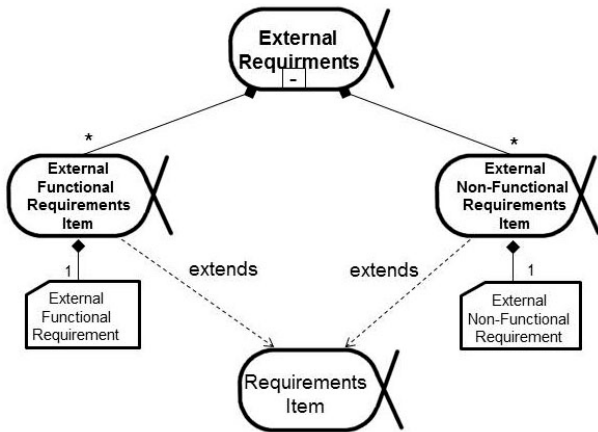 External
Requirments
-
*
*
External
Functional
Requirements
Item
External
Non-Functional
Requirements
Item
extends
extends
1
1
External
Functional
Requirement
External
Non-Functional
Requirement
Requirements
Item